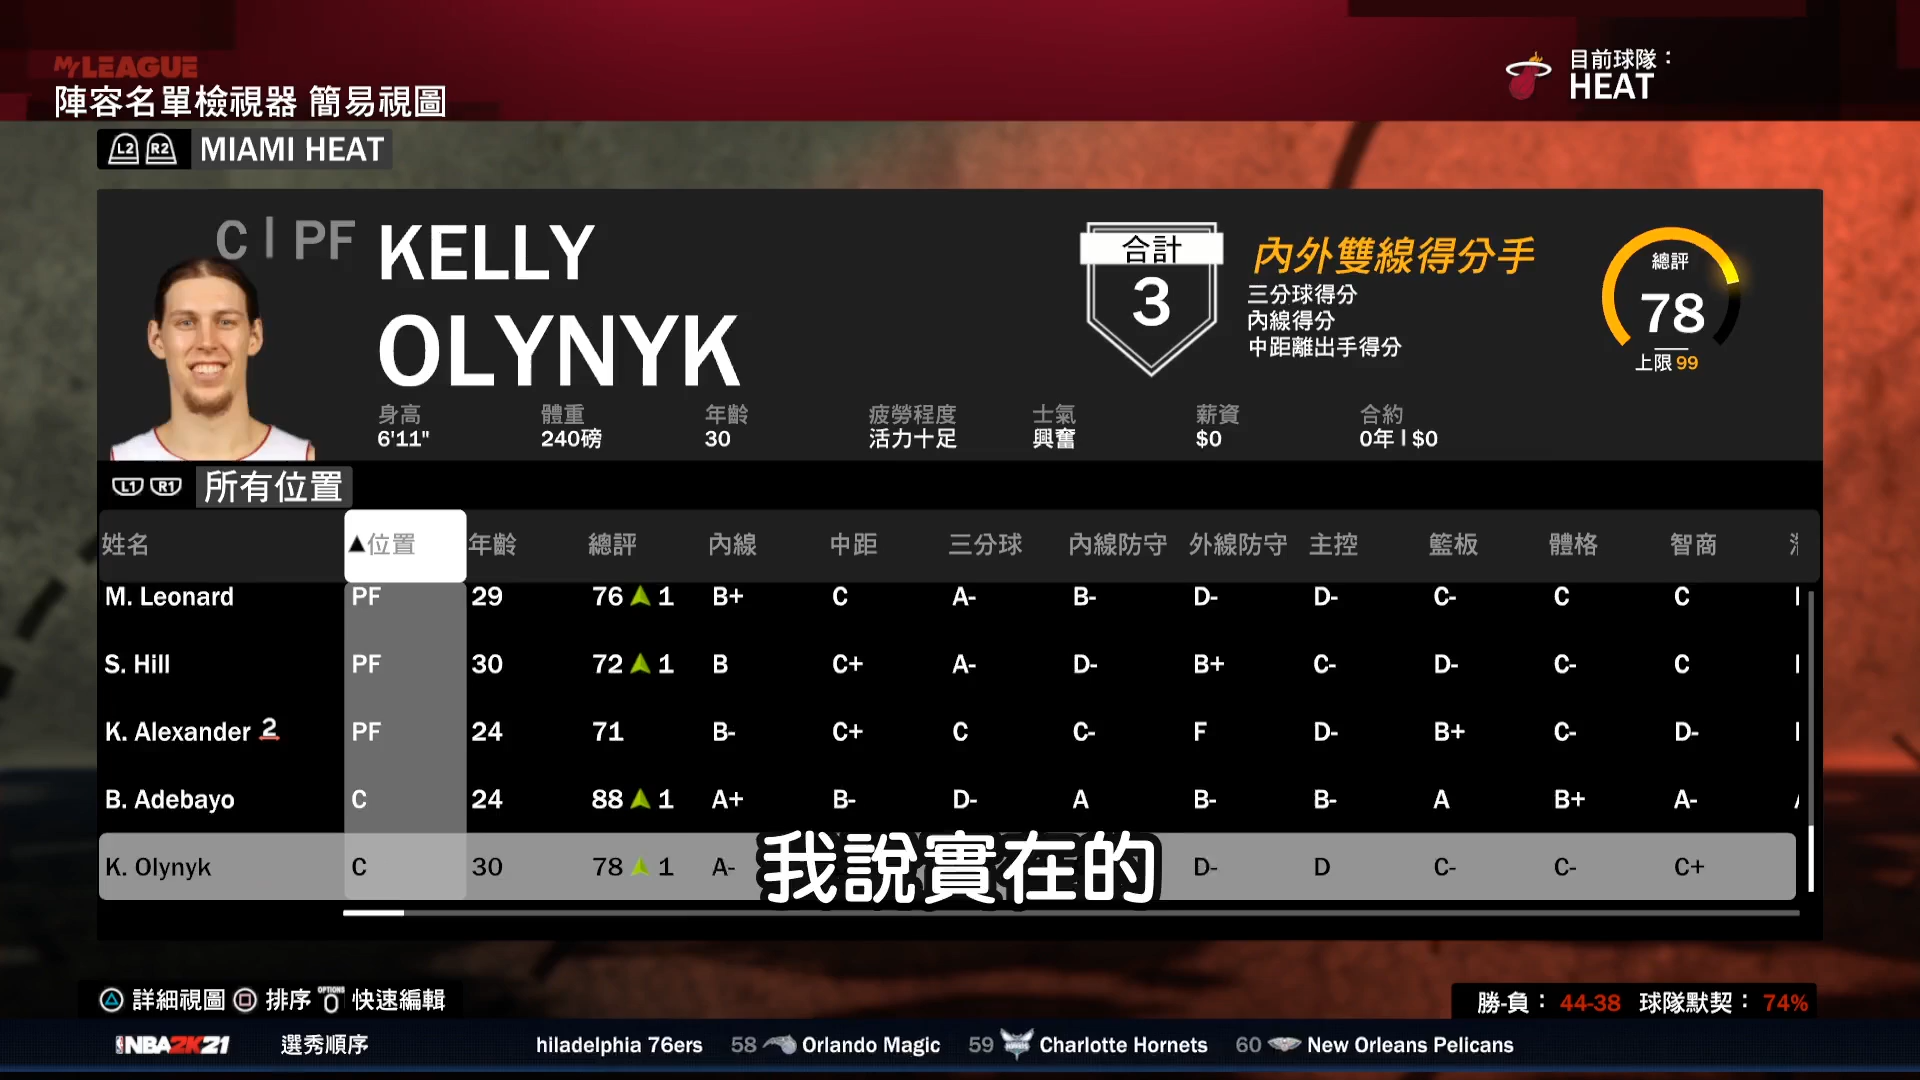 MyLEAGUE
陣容名單檢視器 簡易視圖
目前球隊：
HEAT
L2 R2 MIAMI HEAT
C | PF
KELLY
OLYNYK
合計
3
內外雙線得分手
三分球得分
內線得分
中距離出手得分
總評
78
上限 99
身高 體重 年齡 疲勞程度 士氣 薪資 合約
6'11" 240磅 30 活力十足 興奮 $0 0年 | $0
L1 R1 所有位置
姓名 ▲位置 年齡 總評 內線 中距 三分球 內線防守 外線防守 主控 籃板 體格 智商
M. Leonard PF 29 76 ▲ 1 B+ C A- B- D- D- C- C C
S. Hill PF 30 72 ▲ 1 B C+ A- D- B+ C- D- C- C
K. Alexander 2 PF 24 71 B- C+ C C- F D- B+ C- D-
B. Adebayo C 24 88 ▲ 1 A+ B- D- A B- B- A B+ A-
K. Olynyk C 30 78 ▲ 1 A- D- D C- C- C+
我說實在的
詳細視圖 排序 OPTIONS 快速編輯
勝-負： 44-38 球隊默契： 74%
NBA2K21 選秀順序 hiladelphia 76ers 58 Orlando Magic 59 Charlotte Hornets 60 New Orleans Pelicans